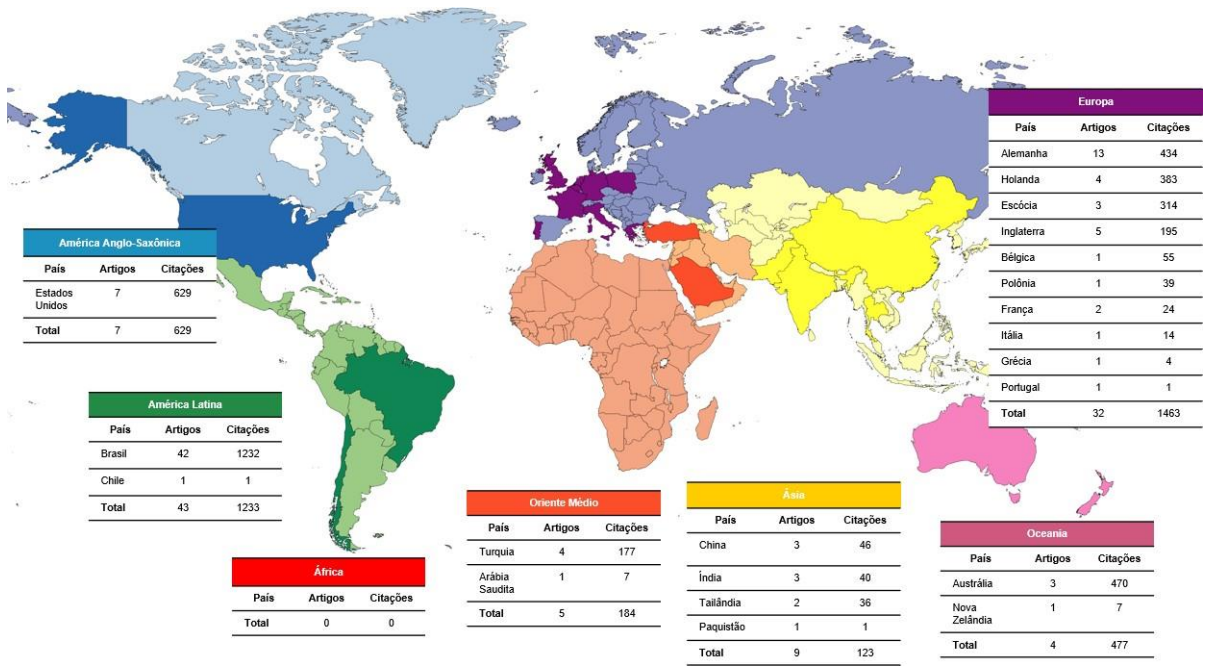 Europa
País Artigos Citações
Alemanha 13 434
Holanda 4 383
Escócia 3 314
Inglaterra 5 195
Bélgica 1 55
Polônia 1 39
França 2 24
Itália 1 14
Grécia 1 4
Portugal 1 1
Total 32 1463
América Anglo-Saxônica
País Artigos Citações
Estados
Unidos 7 629
Total 7 629
América Latina
País Artigos Citações
Brasil 42 1232
Chile 1 1
Total 43 1233
África
País Artigos Citações
Total 0 0
Oriente Médio
País Artigos Citações
Turquia 4 177
Arábia
Saudita 1 7
Total 5 184
Ásia
País Artigos Citações
China 3 46
Índia 3 40
Tailândia 2 36
Paquistão 1 1
Total 9 123
Oceania
País Artigos Citações
Austrália 3 470
Nova
Zelândia 1 7
Total 4 477